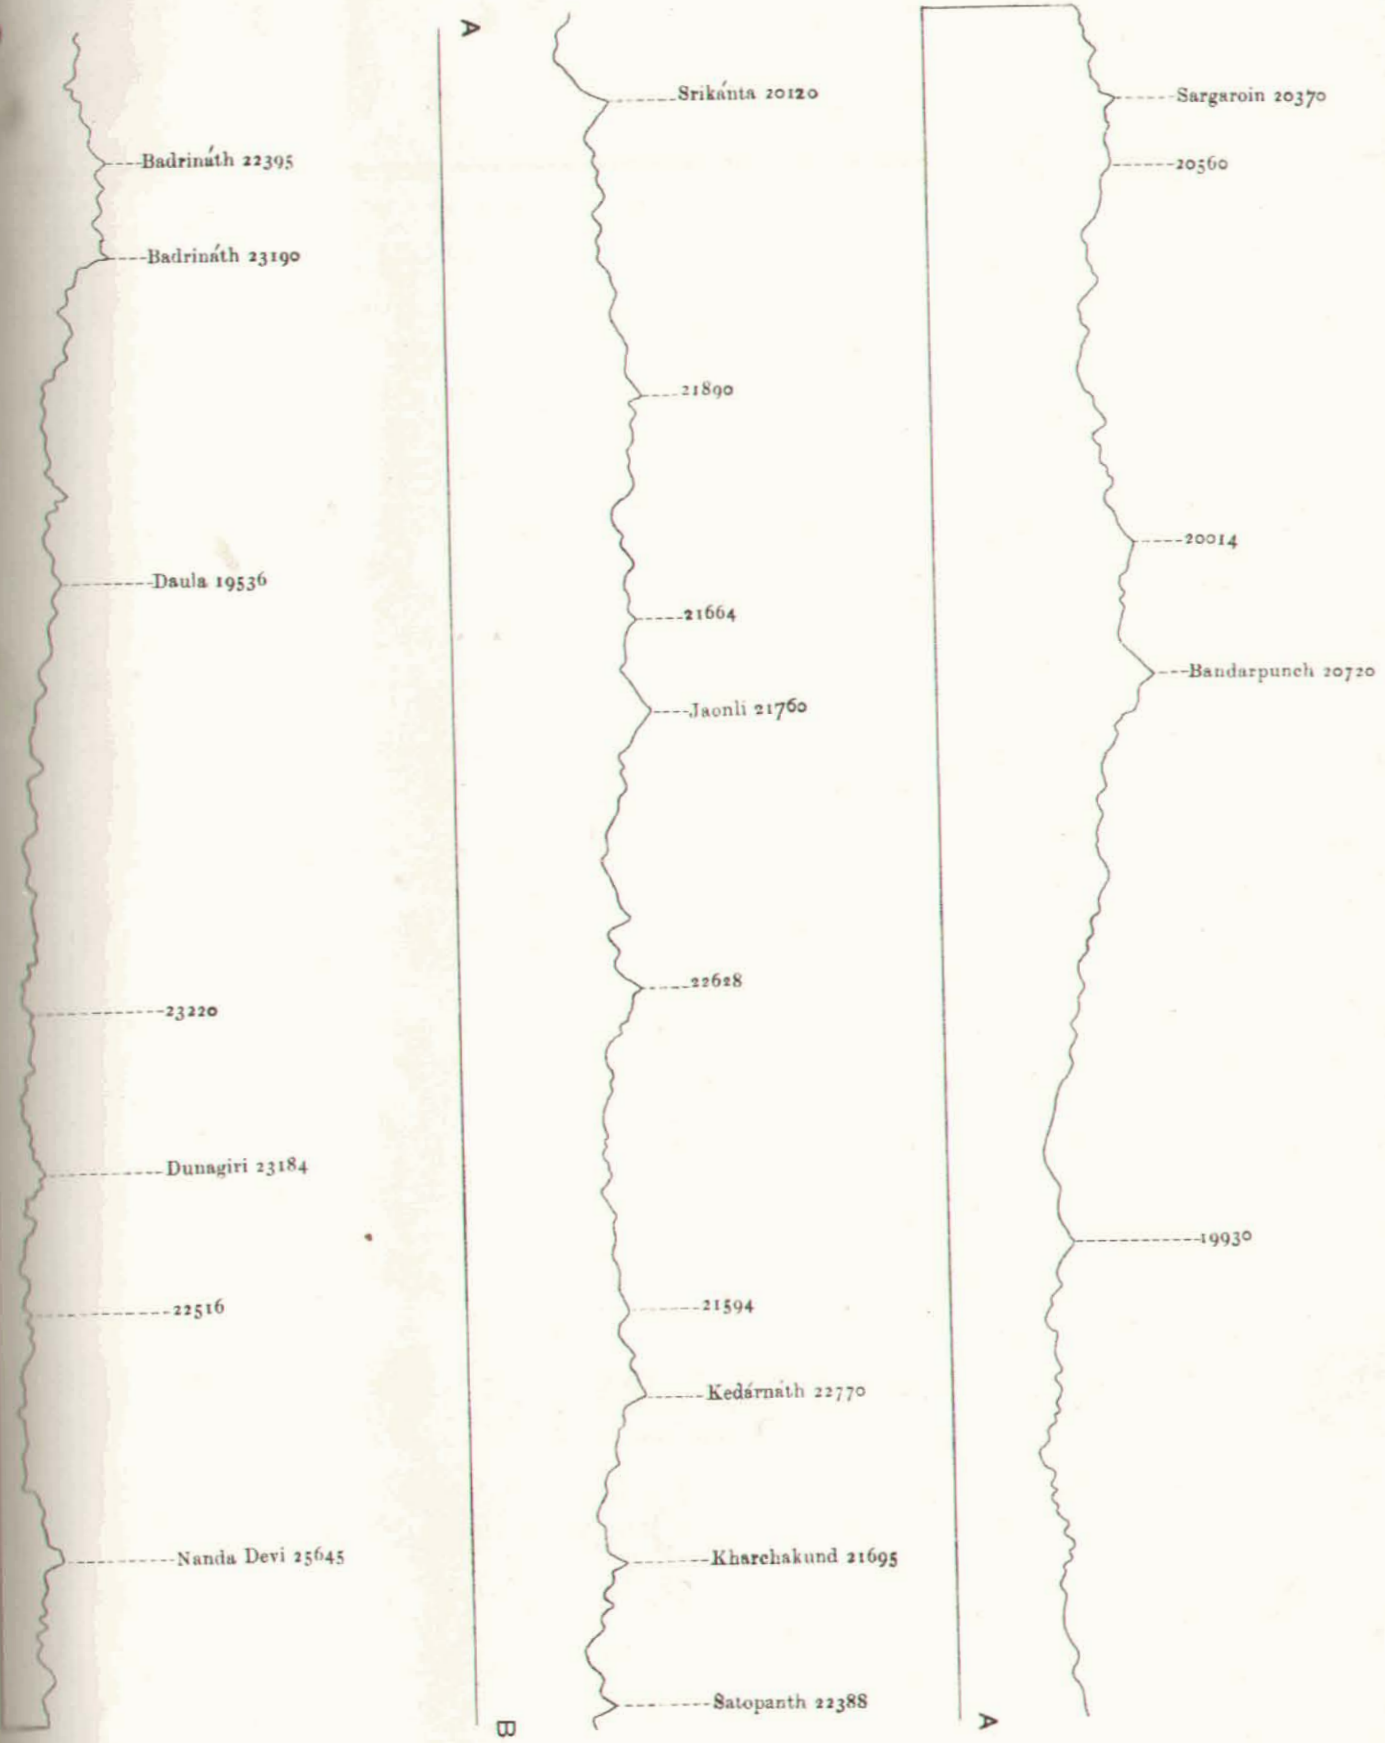 A
Badrináth 22395
Badrináth 23190
Daula 19536
23220
Dunagiri 23184
22516
Nanda Devi 25645
Srikánta 20120
21890
21664
Jaonli 21760
22628
21594
Kedárnáth 22770
Kharchakund 21695
Satopanth 22388
B
Sargaroin 20370
20560
20014
Bandarpunch 20720
19930
A